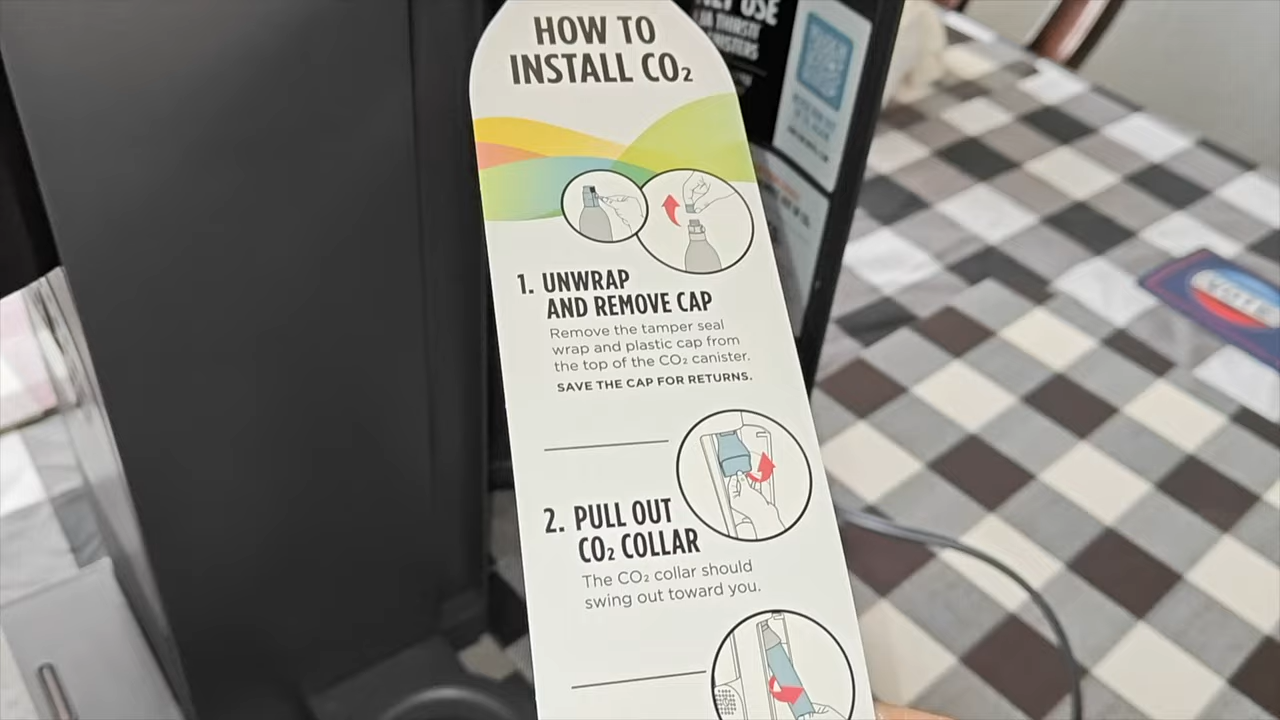 HOW TO
INSTALL CO₂
1. UNWRAP
AND REMOVE CAP
Remove the tamper seal
wrap and plastic cap from
the top of the CO₂ canister.
SAVE THE CAP FOR RETURNS.
2. PULL OUT
CO₂ COLLAR
The CO₂ collar should
swing out toward you.
USE